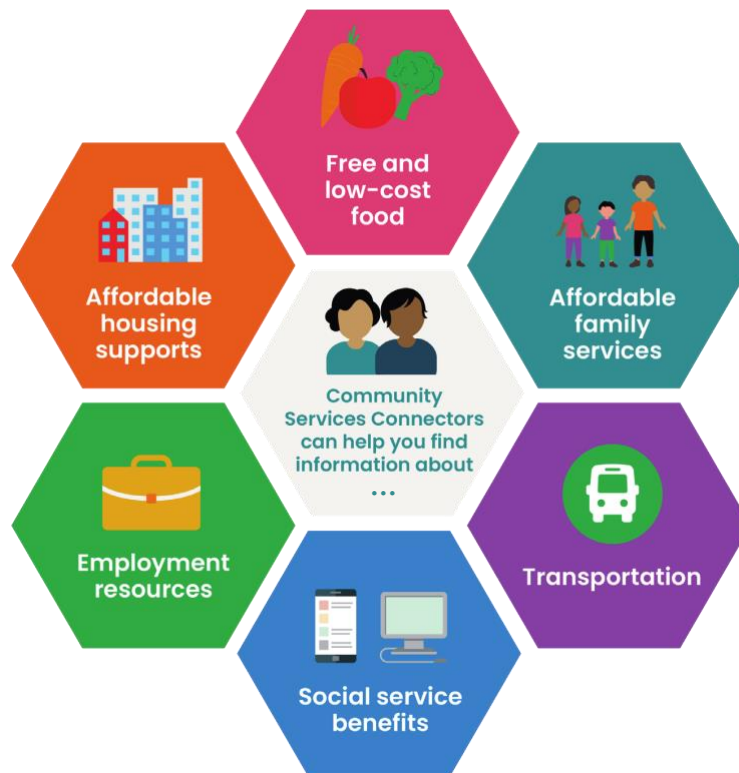 Free and
low-cost
food
Affordable
housing
supports
Affordable
family
services
Community
Services Connectors
can help you find
information about
...
Employment
resources
Transportation
Social service
benefits